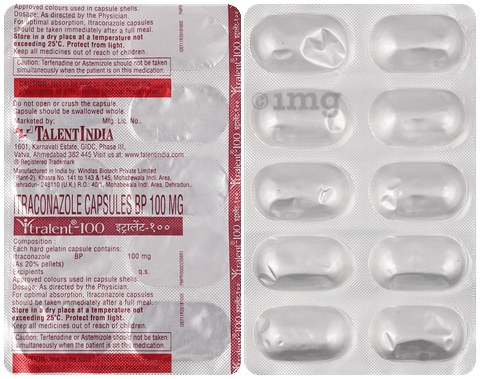 Approved colours used in capsule shells.
Dosage: As directed by the Physician.
For optimal absorption, Itraconazole capsules
should be taken immediately after a full meal.
Store in a dry place at a temperature not
exceeding 25°C. Protect from light.
Keep all medicines out of reach of children.
Caution: Terfenadine or Astemizole should not be taken
simultaneously when the patient is on this medication.
Do not open or crush the capsule.
Capsule should be swallowed whole.
Marketed by: Mfg. Lic. No.:
TALENT INDIA
1601, Karnavati Estate, GIDC, Phase III,
Vatva, Ahmedabad 382 445 Visit us at: www.talentindia.com
® Registered Trademark
Manufactured in India by: Windlas Biotech Private Limited
(Plant-2), Khasra No. 141 to 143 & 145, Mohabewala Indl. Area,
Dehradun- 248110 (U.K.) R.O.: 40/1, Mohabewala Indl. Area, Dehradun.
ITRACONAZOLE CAPSULES BP 100 MG
Itralent®-100 इट्रालेंट-१००
Composition :
Each hard gelatin capsule contains:
Itraconazole BP 100 mg
(As 20% pellets)
Excipients q.s.
Approved colours used in capsule shells.
Dosage: As directed by the Physician.
For optimal absorption, Itraconazole capsules
should be taken immediately after a full meal.
Store in a dry place at a temperature not
exceeding 25°C. Protect from light.
Keep all medicines out of reach of children.
Caution: Terfenadine or Astemizole should not be taken
simultaneously when the patient is on this medication.
1mg